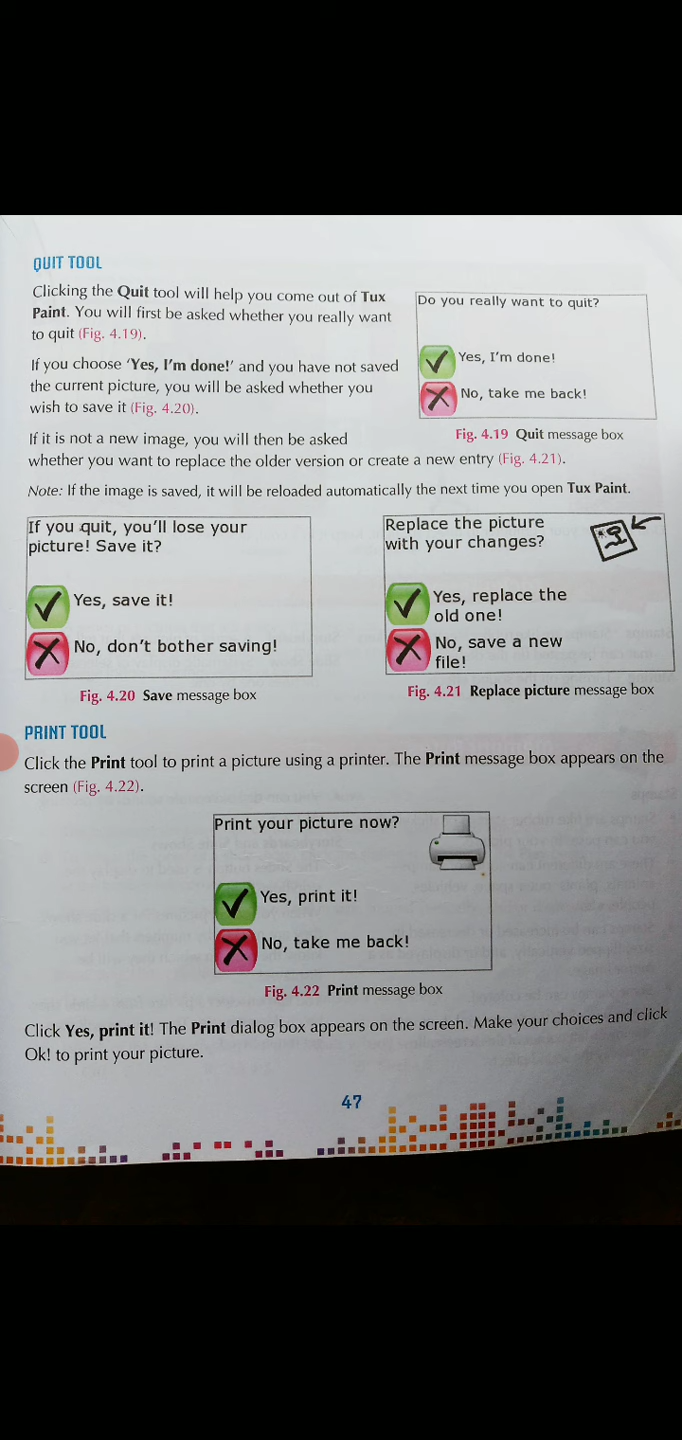 QUIT TOOL
Clicking the Quit tool will help you come out of Tux
Paint. You will first be asked whether you really want
to quit (Fig. 4.19).
If you choose ‘Yes, I’m done!’ and you have not saved
the current picture, you will be asked whether you
wish to save it (Fig. 4.20).
Do you really want to quit?
Yes, I’m done!
No, take me back!
Fig. 4.19 Quit message box
If it is not a new image, you will then be asked
whether you want to replace the older version or create a new entry (Fig. 4.21).
Note: If the image is saved, it will be reloaded automatically the next time you open Tux Paint.
If you quit, you’ll lose your
picture! Save it?
Yes, save it!
No, don’t bother saving!
Fig. 4.20 Save message box
Replace the picture
with your changes?
Yes, replace the
old one!
No, save a new
file!
Fig. 4.21 Replace picture message box
PRINT TOOL
Click the Print tool to print a picture using a printer. The Print message box appears on the
screen (Fig. 4.22).
Print your picture now?
Yes, print it!
No, take me back!
Fig. 4.22 Print message box
Click Yes, print it! The Print dialog box appears on the screen. Make your choices and click
Ok! to print your picture.
47